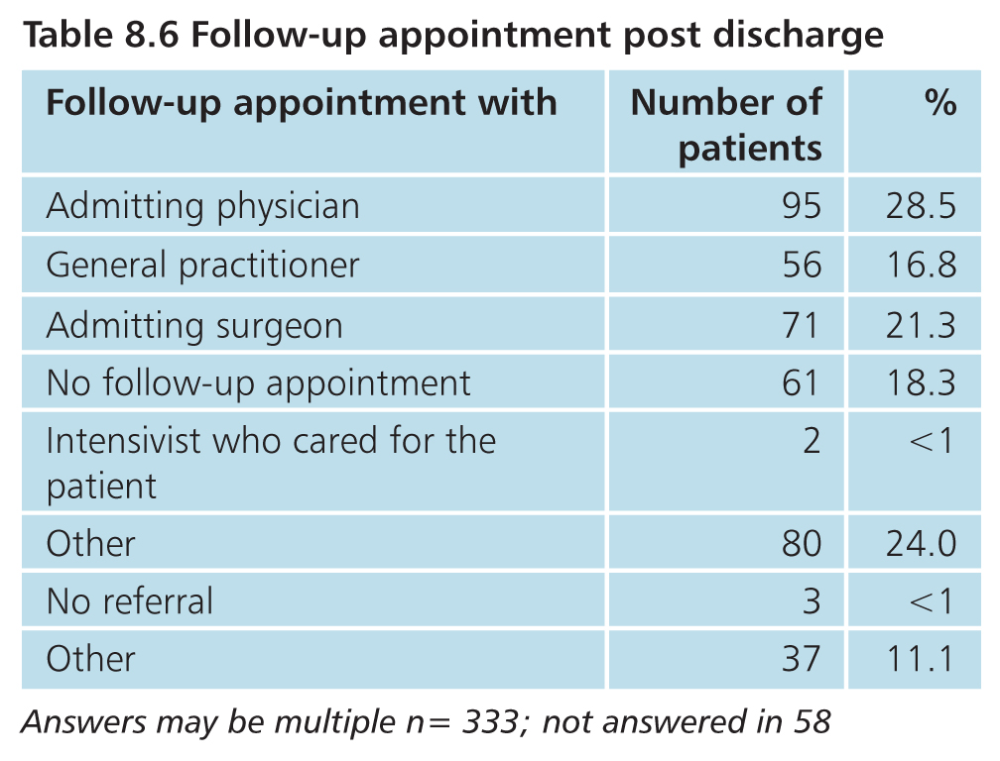 Table 8.6 Follow-up appointment post discharge
Follow-up appointment with Number of patients %
Admitting physician 95 28.5
General practitioner 56 16.8
Admitting surgeon 71 21.3
No follow-up appointment 61 18.3
Intensivist who cared for the patient 2 <1
Other 80 24.0
No referral 3 <1
Other 37 11.1
Answers may be multiple n= 333; not answered in 58